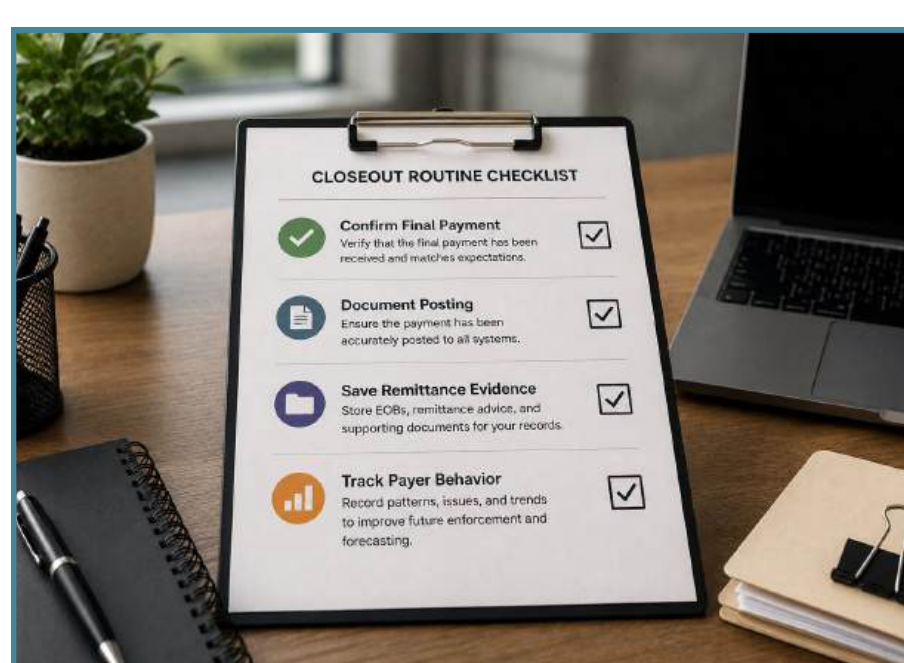 CLOSEOUT ROUTINE CHECKLIST
Confirm Final Payment
Verify that the final payment has been
received and matches expectations.
Document Posting
Ensure the payment has been
accurately posted to all systems.
Save Remittance Evidence
Store EOBs, remittance advice, and
supporting documents for your records.
Track Payer Behavior
Record patterns, issues, and trends
to improve future enforcement and
forecasting.